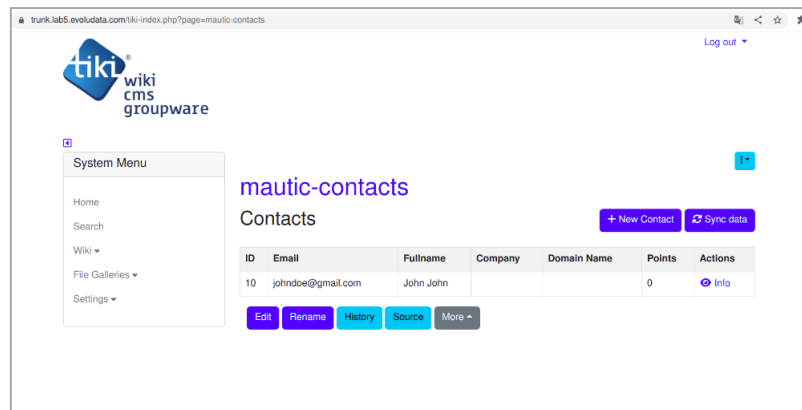 trunk.lab5.evoludata.com/tiki-index.php?page=mautic-contacts
Log out
tiki®
wiki
cms
groupware
System Menu
Home
Search
Wiki
File Galleries
Settings
mautic-contacts
Contacts
+ New Contact
Sync data
ID Email Fullname Company Domain Name Points Actions
10 johndoe@gmail.com John John 0 Info
Edit Rename History Source More